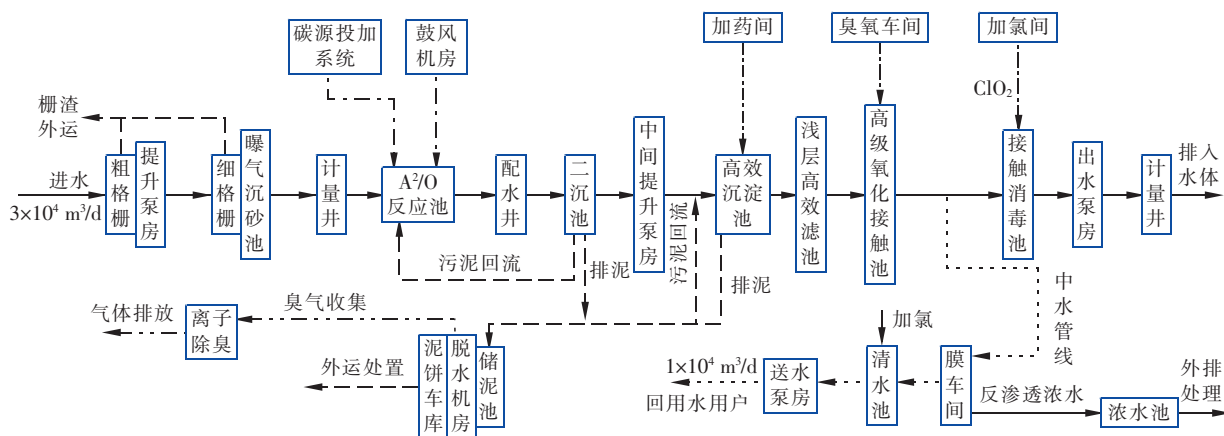 碳源投加
系统
鼓风
机房
加药间
臭氧车间
加氯间
ClO₂
栅渣
外运
进水
3×10⁴ m³/d
粗格栅
提升泵房
细格栅
曝气沉砂池
计量井
A²/O
反应池
配水井
二沉池
中间提升泵房
高效
沉淀池
浅层高效滤池
高级氧化接触池
接触消毒池
出水泵房
计量井
排入
水体
污泥回流
排泥
污泥回流
排泥
中水管线
气体排放
离子
除臭
臭气收集
外运处置
泥饼车库
脱水机房
储泥池
1×10⁴ m³/d
回用水用户
送水
泵房
加氯
清水池
膜车间
反渗透浓水
浓水池
外排
处理